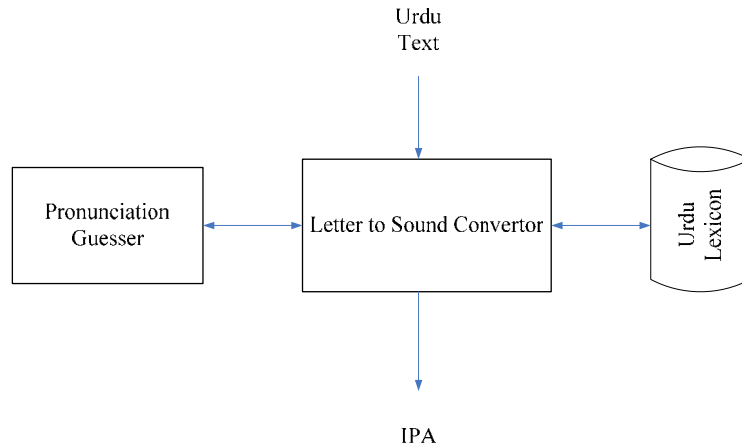 Urdu
Text
Pronunciation
Guesser
Letter to Sound Convertor
Urdu
Lexicon
IPA